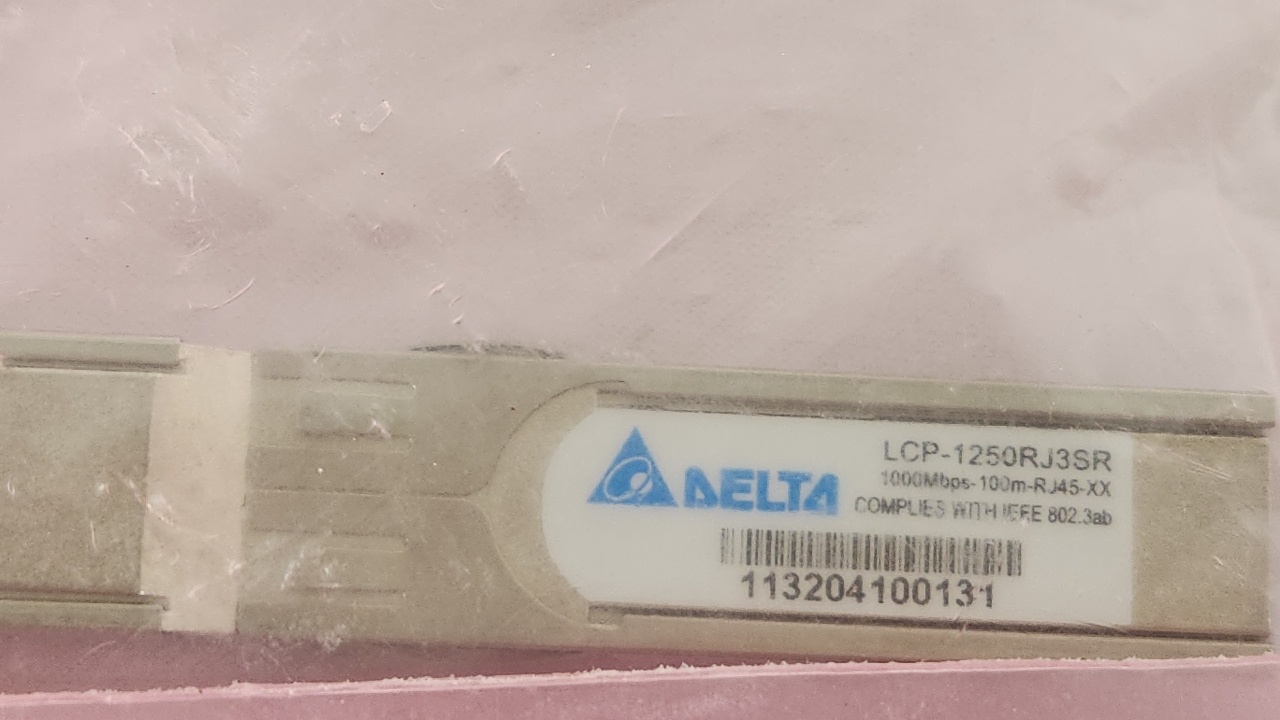 DELTA
LCP-1250RJ3SR
1000Mbps-100m-RJ45-XX
COMPLIES WITH IEEE 802.3ab
113204100131